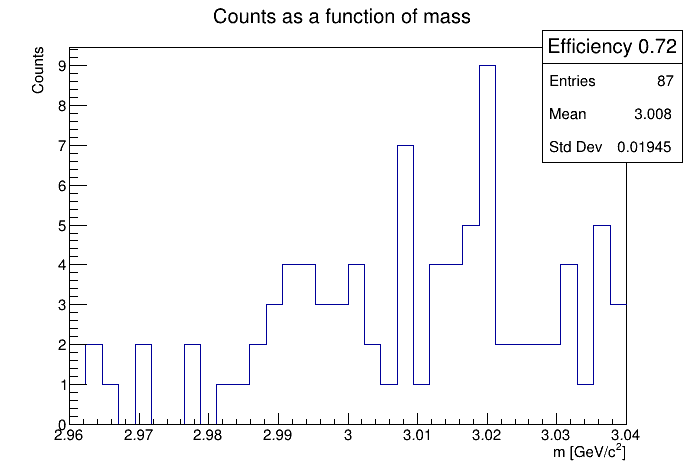 Counts as a function of mass
Counts
Efficiency 0.72
Entries 87
Mean 3.008
Std Dev 0.01945
9
8
7
6
5
4
3
2
1
0
2.96 2.97 2.98 2.99 3 3.01 3.02 3.03 3.04
m [GeV/c²]